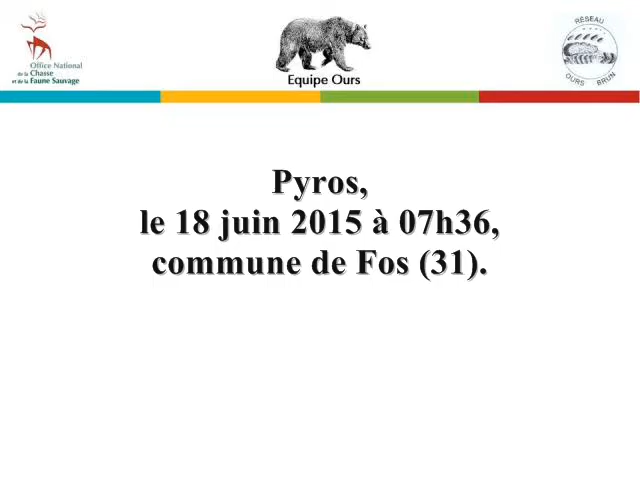 Office National
de la Chasse
et de la Faune Sauvage
Equipe Ours
RÉSEAU
OURS BRUN
Pyros,
le 18 juin 2015 à 07h36,
commune de Fos (31).